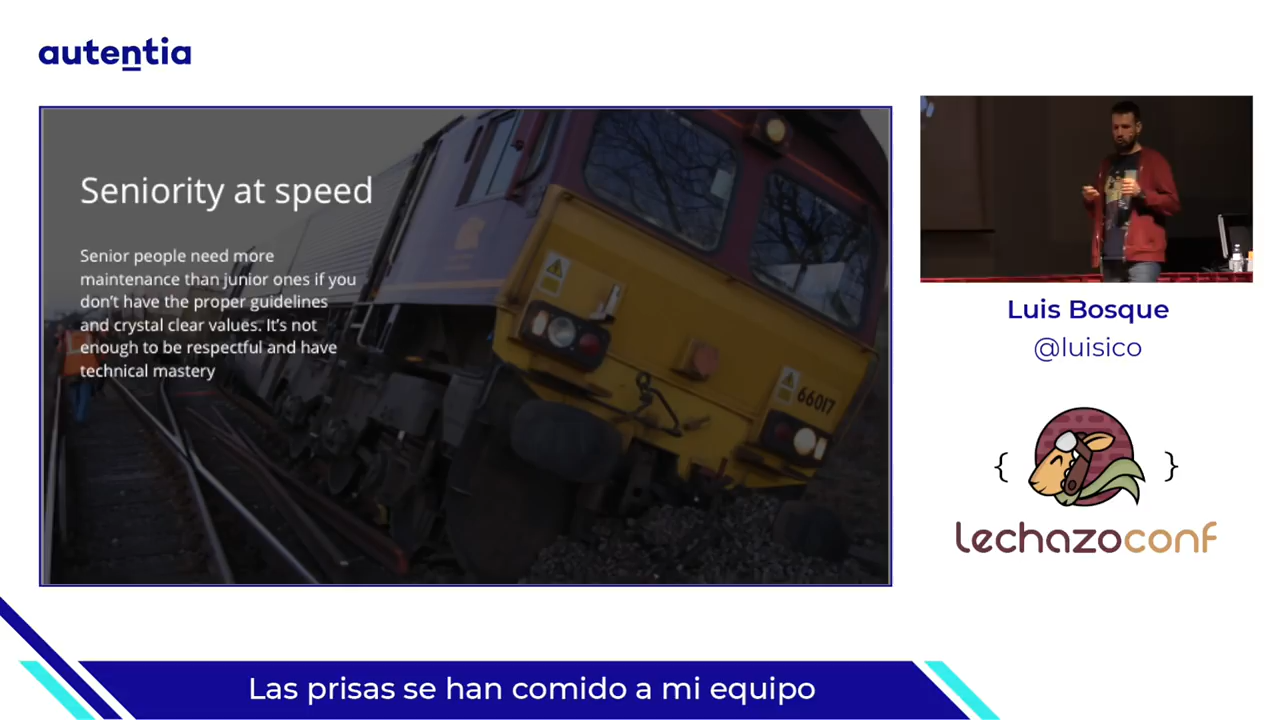 autentia
Seniority at speed
Senior people need more
maintenance than junior ones if you
don't have the proper guidelines
and crystal clear values. It's not
enough to be respectful and have
technical mastery
66017
Luis Bosque
@luisico
{ }
Lechazoconf
Las prisas se han comido a mi equipo